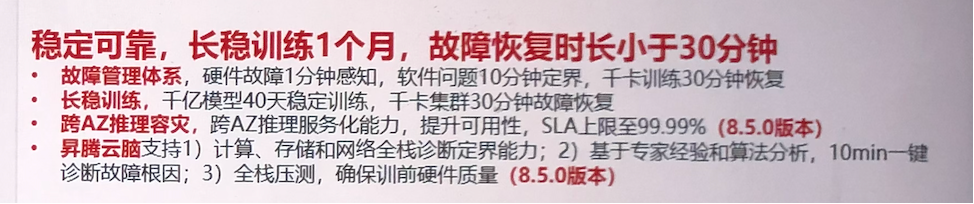 稳定可靠，长稳训练1个月，故障恢复时长小于30分钟
• 故障管理体系，硬件故障1分钟感知，软件问题10分钟定界，千卡训练30分钟恢复
• 长稳训练，千亿模型40天稳定训练，千卡集群30分钟故障恢复
• 跨AZ推理容灾，跨AZ推理服务化能力，提升可用性，SLA上限至99.99%（8.5.0版本）
• 昇腾云脑支持1）计算、存储和网络全栈诊断定界能力；2）基于专家经验和算法分析，10min一键
诊断故障根因；3）全栈压测，确保训前硬件质量（8.5.0版本）